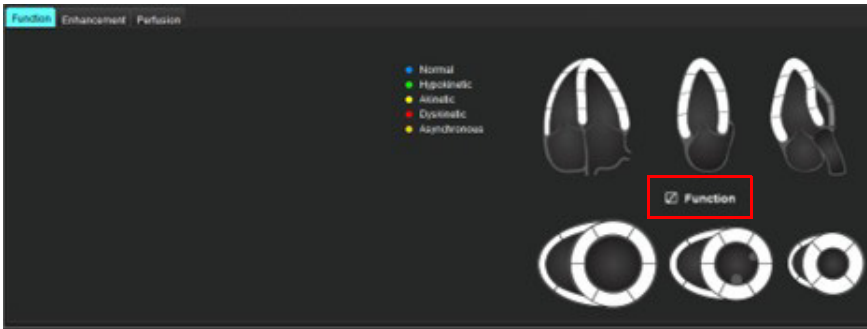 Function Enhancement Perfusion
Normal
Hypokinetic
Akinetic
Dyskinetic
Asynchronous
Function